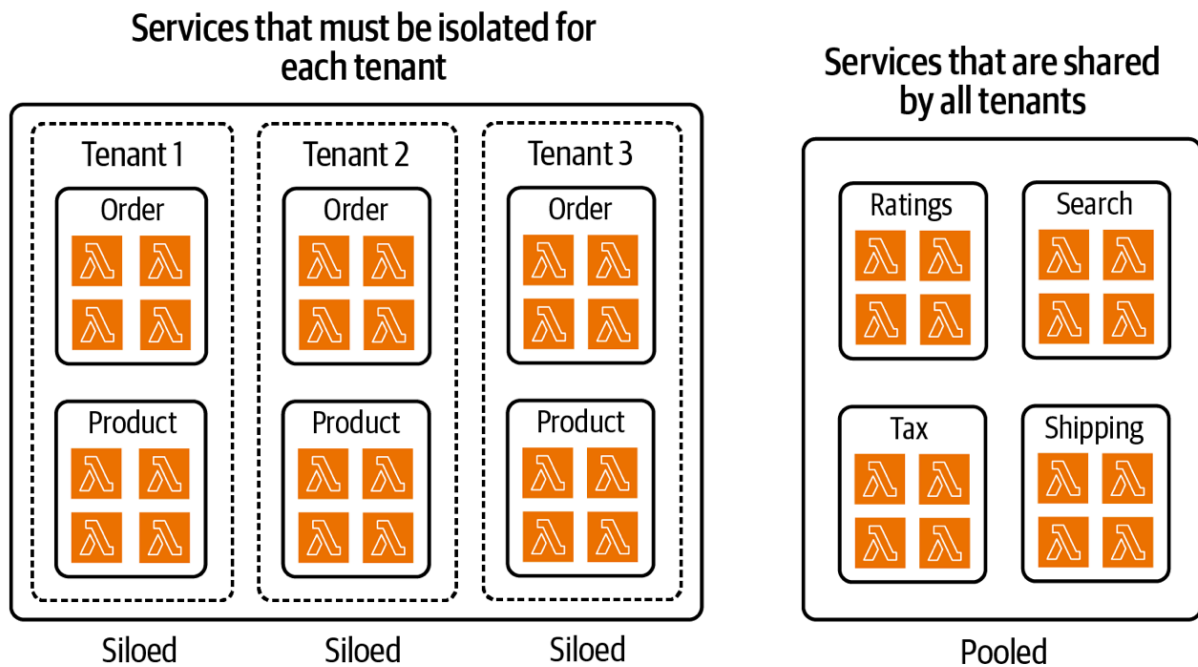 Services that must be isolated for
each tenant
Tenant 1
Order
λ λ
λ λ
Product
λ λ
λ λ
Siloed
Tenant 2
Order
λ λ
λ λ
Product
λ λ
λ λ
Siloed
Tenant 3
Order
λ λ
λ λ
Product
λ λ
λ λ
Siloed
Services that are shared
by all tenants
Ratings
λ λ
λ λ
Search
λ λ
λ λ
Tax
λ λ
λ λ
Shipping
λ λ
λ λ
Pooled